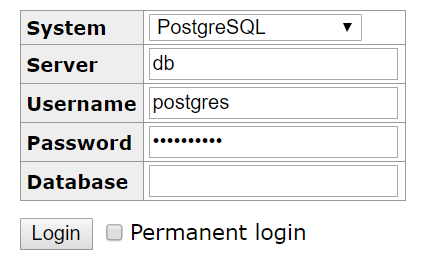 System PostgreSQL
Server db
Username postgres
Password ••••••••••
Database
Login Permanent login